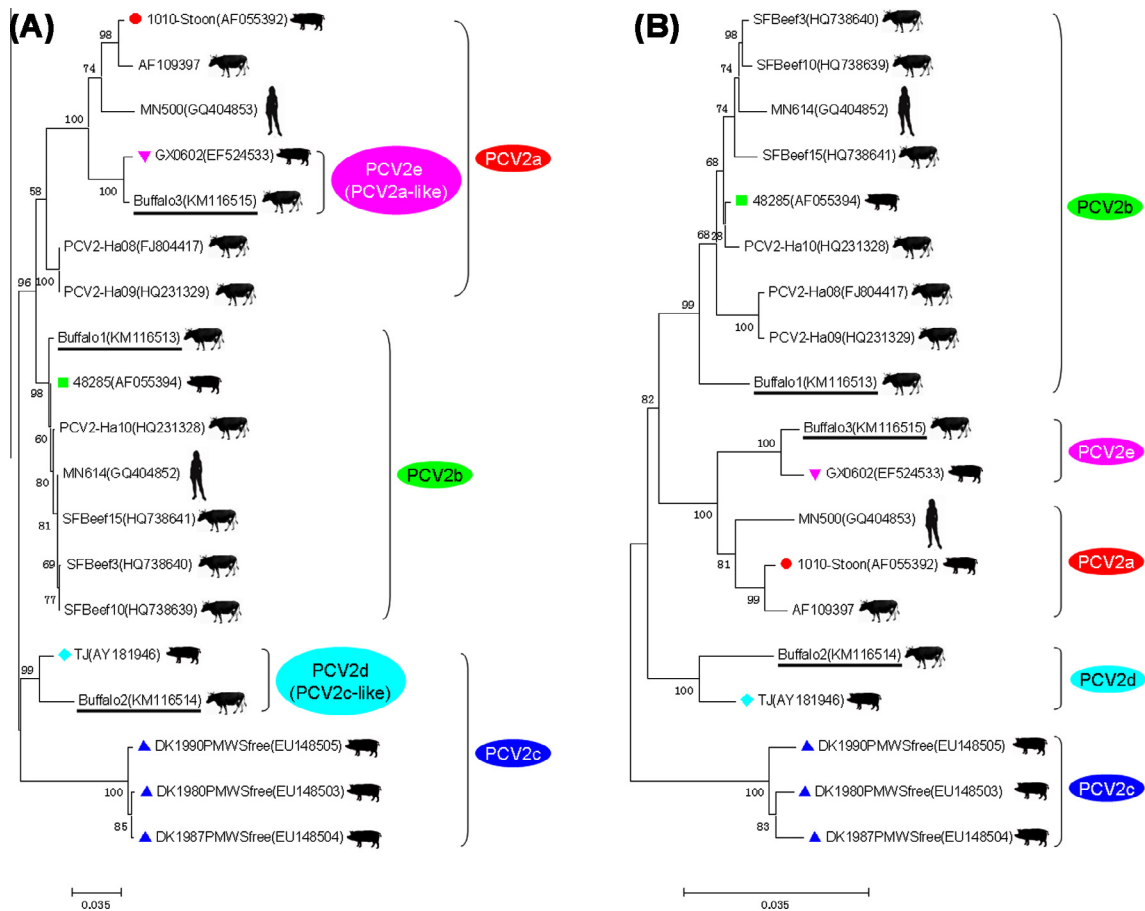 (A)
98
1010-Stoon(AF055392)
AF109397
74
MN500(GQ404853)
100
GX0602(EF524533)
100
Buffalo3(KM116515)
PCV2e
(PCV2a-like)
PCV2a
58
PCV2-Ha08(FJ804417)
100
PCV2-Ha09(HQ231329)
96
Buffalo1(KM116513)
48285(AF055394)
98
PCV2-Ha10(HQ231328)
60
MN614(GQ404852)
80
SFBeef15(HQ738641)
81
SFBeef3(HQ738640)
69
77
SFBeef10(HQ738639)
PCV2b
TJ(AY181946)
99
Buffalo2(KM116514)
PCV2d
(PCV2c-like)
DK1990PMWSfree(EU148505)
100
DK1980PMWSfree(EU148503)
85
DK1987PMWSfree(EU148504)
PCV2c
0.035
(B)
SFBeef3(HQ738640)
98
SFBeef10(HQ738639)
74
MN614(GQ404852)
SFBeef15(HQ738641)
68
48285(AF055394)
68
28
PCV2-Ha10(HQ231328)
PCV2-Ha08(FJ804417)
99
100
PCV2-Ha09(HQ231329)
Buffalo1(KM116513)
PCV2b
82
Buffalo3(KM116515)
100
GX0602(EF524533)
PCV2e
100
MN500(GQ404853)
81
1010-Stoon(AF055392)
99
AF109397
PCV2a
Buffalo2(KM116514)
100
TJ(AY181946)
PCV2d
DK1990PMWSfree(EU148505)
100
DK1980PMWSfree(EU148503)
83
DK1987PMWSfree(EU148504)
PCV2c
0.035